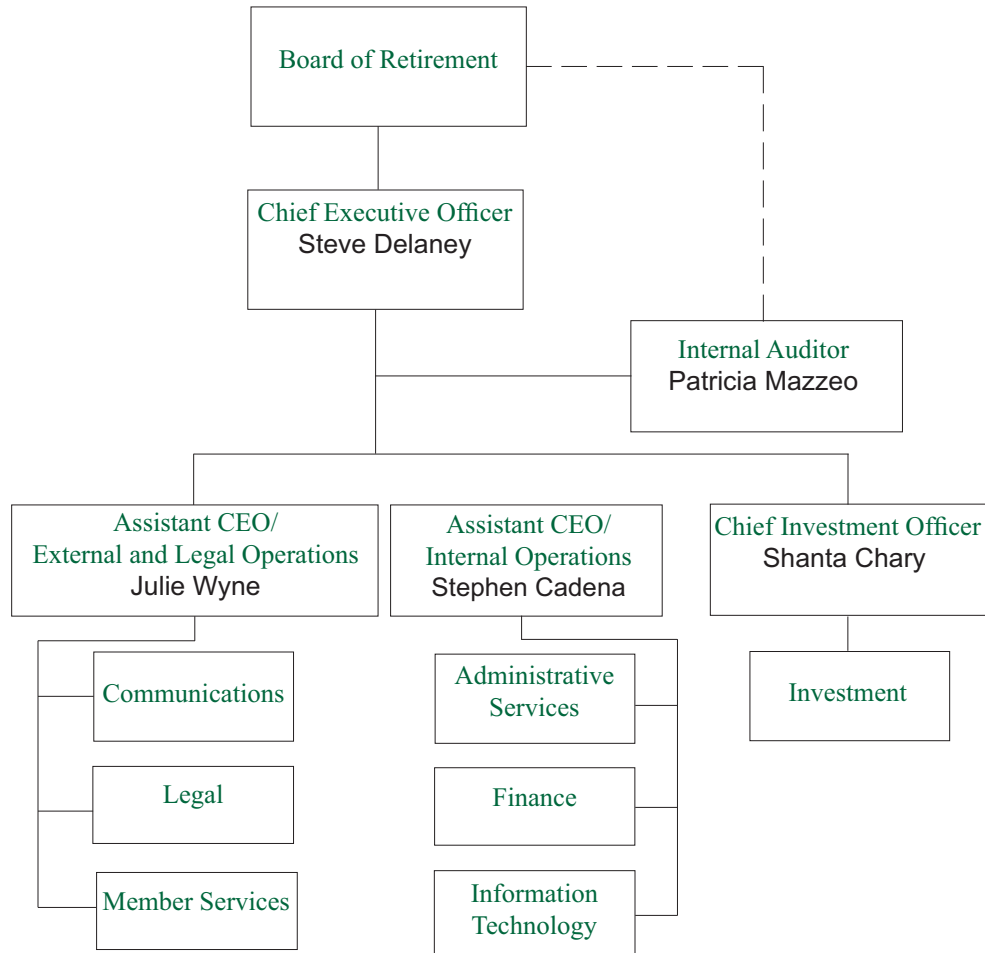 Board of Retirement
Chief Executive Officer
Steve Delaney
Internal Auditor
Patricia Mazzeo
Assistant CEO/
External and Legal Operations
Julie Wyne
Assistant CEO/
Internal Operations
Stephen Cadena
Chief Investment Officer
Shanta Chary
Communications
Legal
Member Services
Administrative
Services
Finance
Information
Technology
Investment